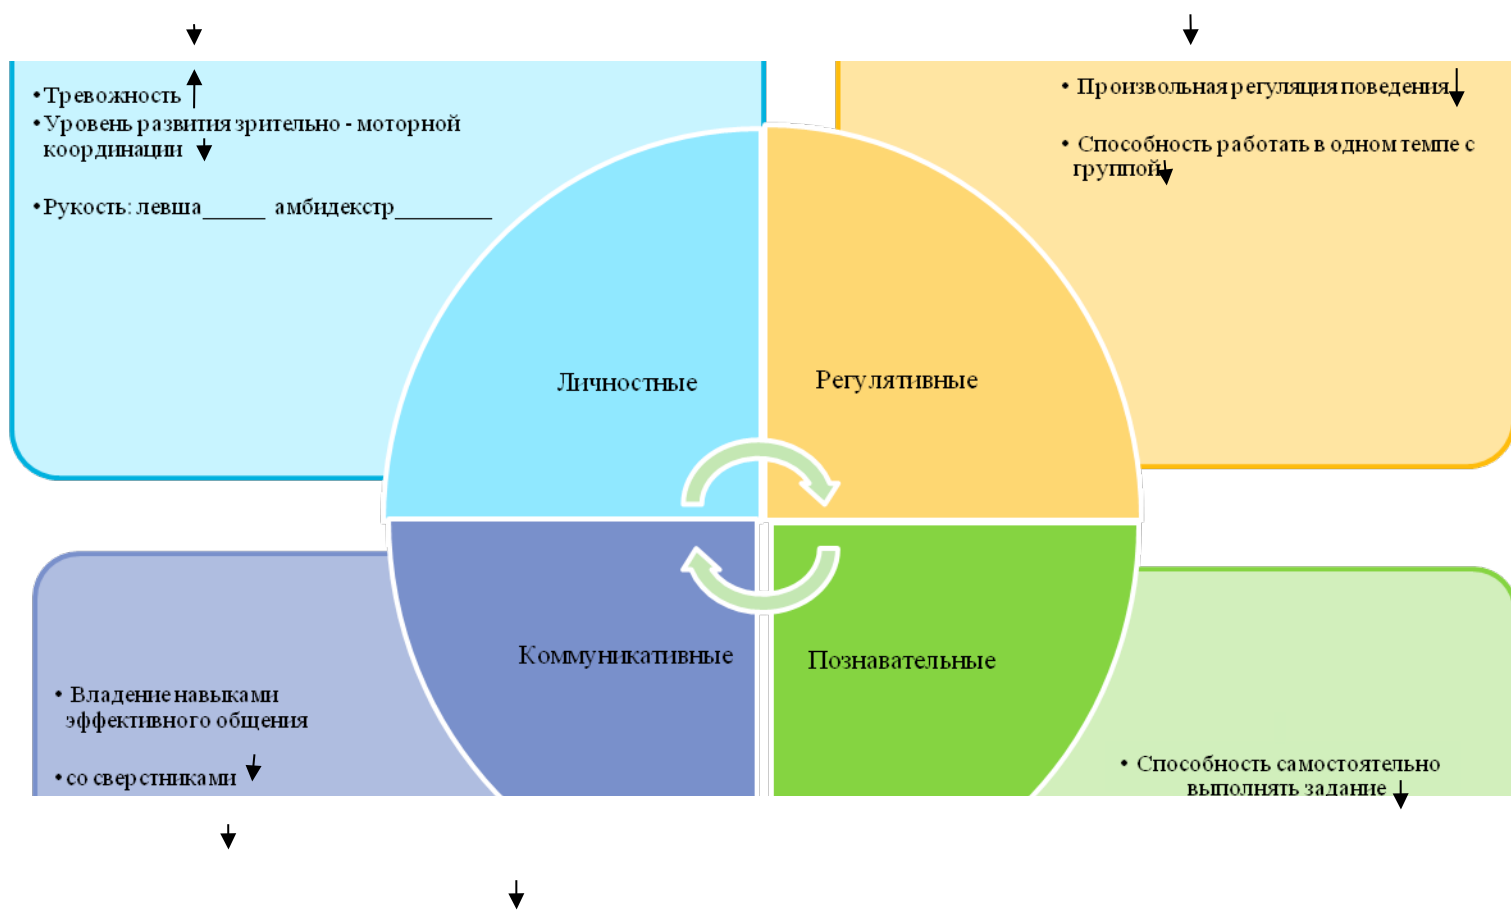 • Тревожность
• Уровень развития зрительно - моторной
координации
• Рукость: левша_____ амбидекстр________
• Произвольная регуляция поведения
• Способность работать в одном темпе с
группой
Личностные
Регулятивные
Коммуникативные
Познавательные
• Владение навыками
эффективного общения
• со сверстниками
• Способность самостоятельно
выполнять задание